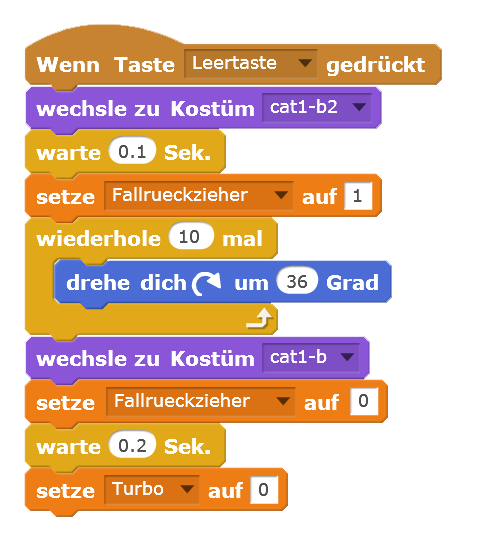 Wenn Taste Leertaste gedrückt
wechsle zu Kostüm cat1-b2
warte 0.1 Sek.
setze Fallrueckzieher auf 1
wiederhole 10 mal
drehe dich um 36 Grad
wechsle zu Kostüm cat1-b
setze Fallrueckzieher auf 0
warte 0.2 Sek.
setze Turbo auf 0